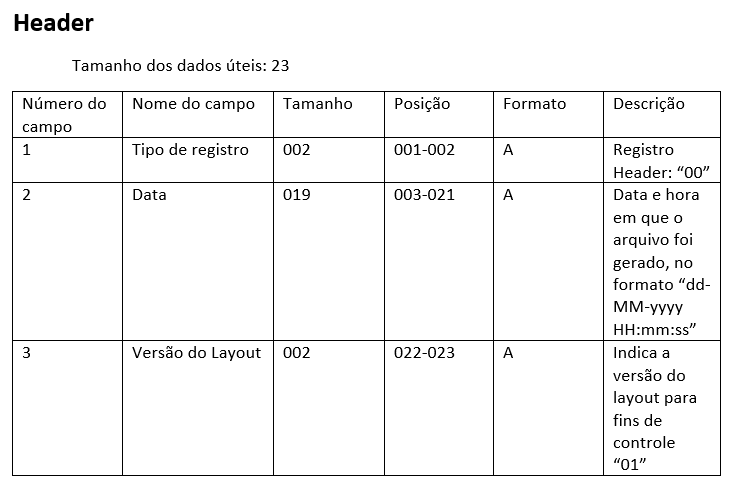 Header
Tamanho dos dados úteis: 23
Número do campo | Nome do campo | Tamanho | Posição | Formato | Descrição
1 | Tipo de registro | 002 | 001-002 | A | Registro Header: “00”
2 | Data | 019 | 003-021 | A | Data e hora em que o arquivo foi gerado, no formato “dd-MM-yyyy HH:mm:ss”
3 | Versão do Layout | 002 | 022-023 | A | Indica a versão do layout para fins de controle “01”